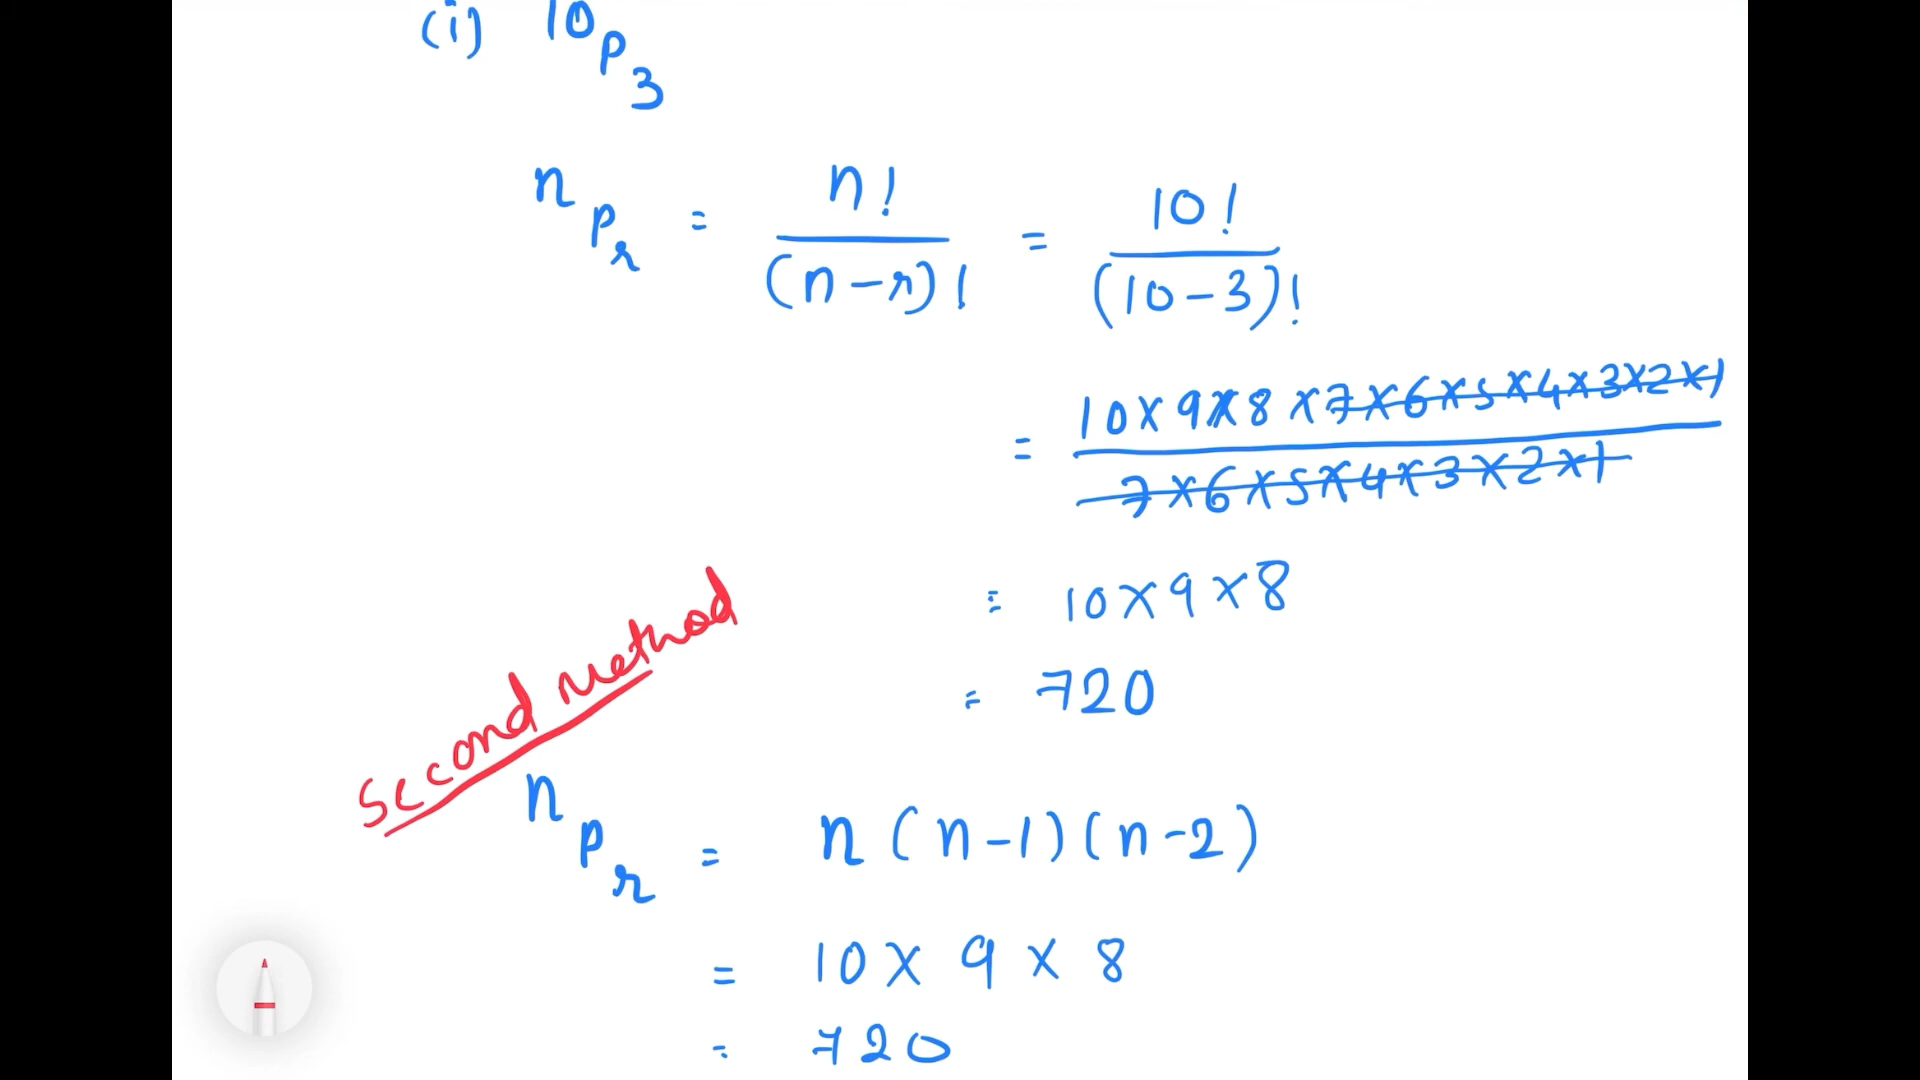 (i) 10P3
nPr = n! / (n-r)! = 10! / (10-3)!
= 10×9×8×7×6×5×4×3×2×1 / 7×6×5×4×3×2×1
= 10×9×8
= 720
Second method
nPr = n(n-1)(n-2)
= 10 × 9 × 8
= 720